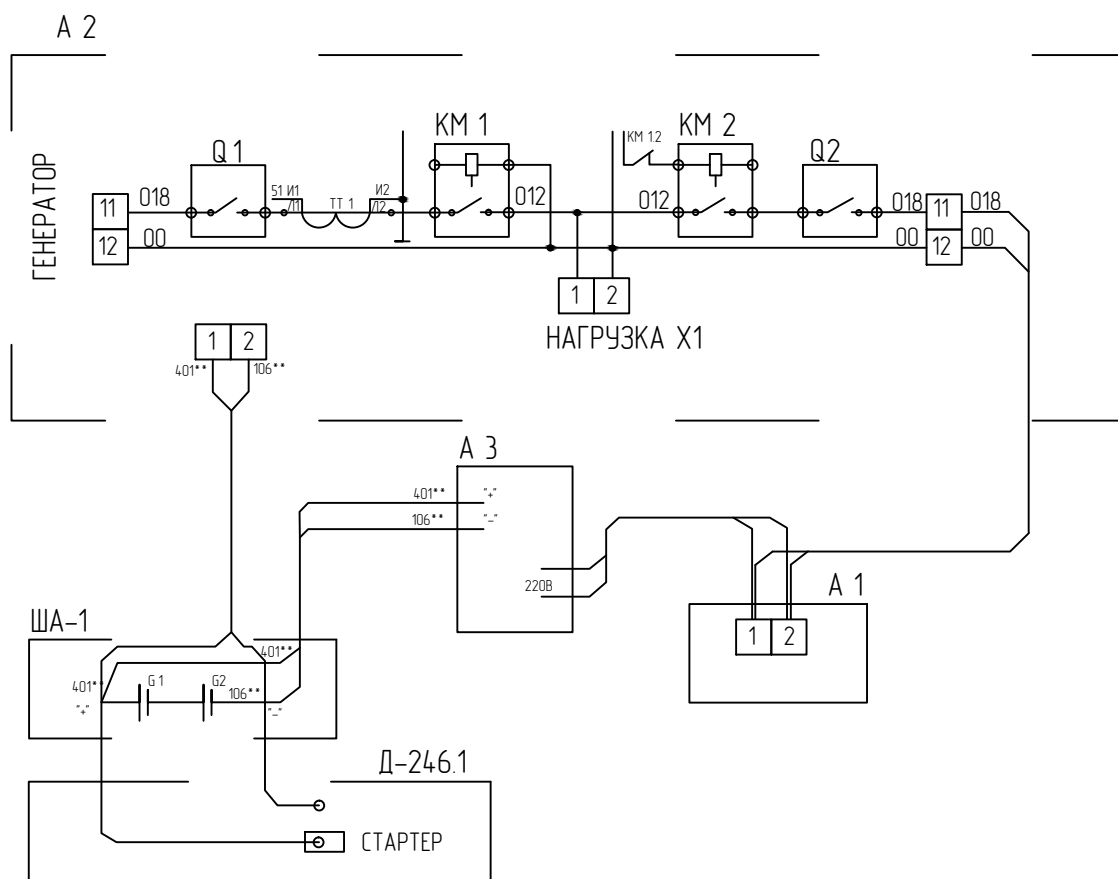 А 2
КМ 1
КМ 1.2
КМ 2
Q1
Q2
ГЕНЕРАТОР
11
018
51 И1
Л1
ТТ 1
И2
Л2
012
012
018
11
018
12
00
00
12
00
1
2
НАГРУЗКА Х1
1
2
401**
106**
А 3
401**
"+"
106**
"-"
220В
А 1
1
2
ША-1
401**
401**
G 1
G2
106**
"+"
"-"
Д-246.1
СТАРТЕР